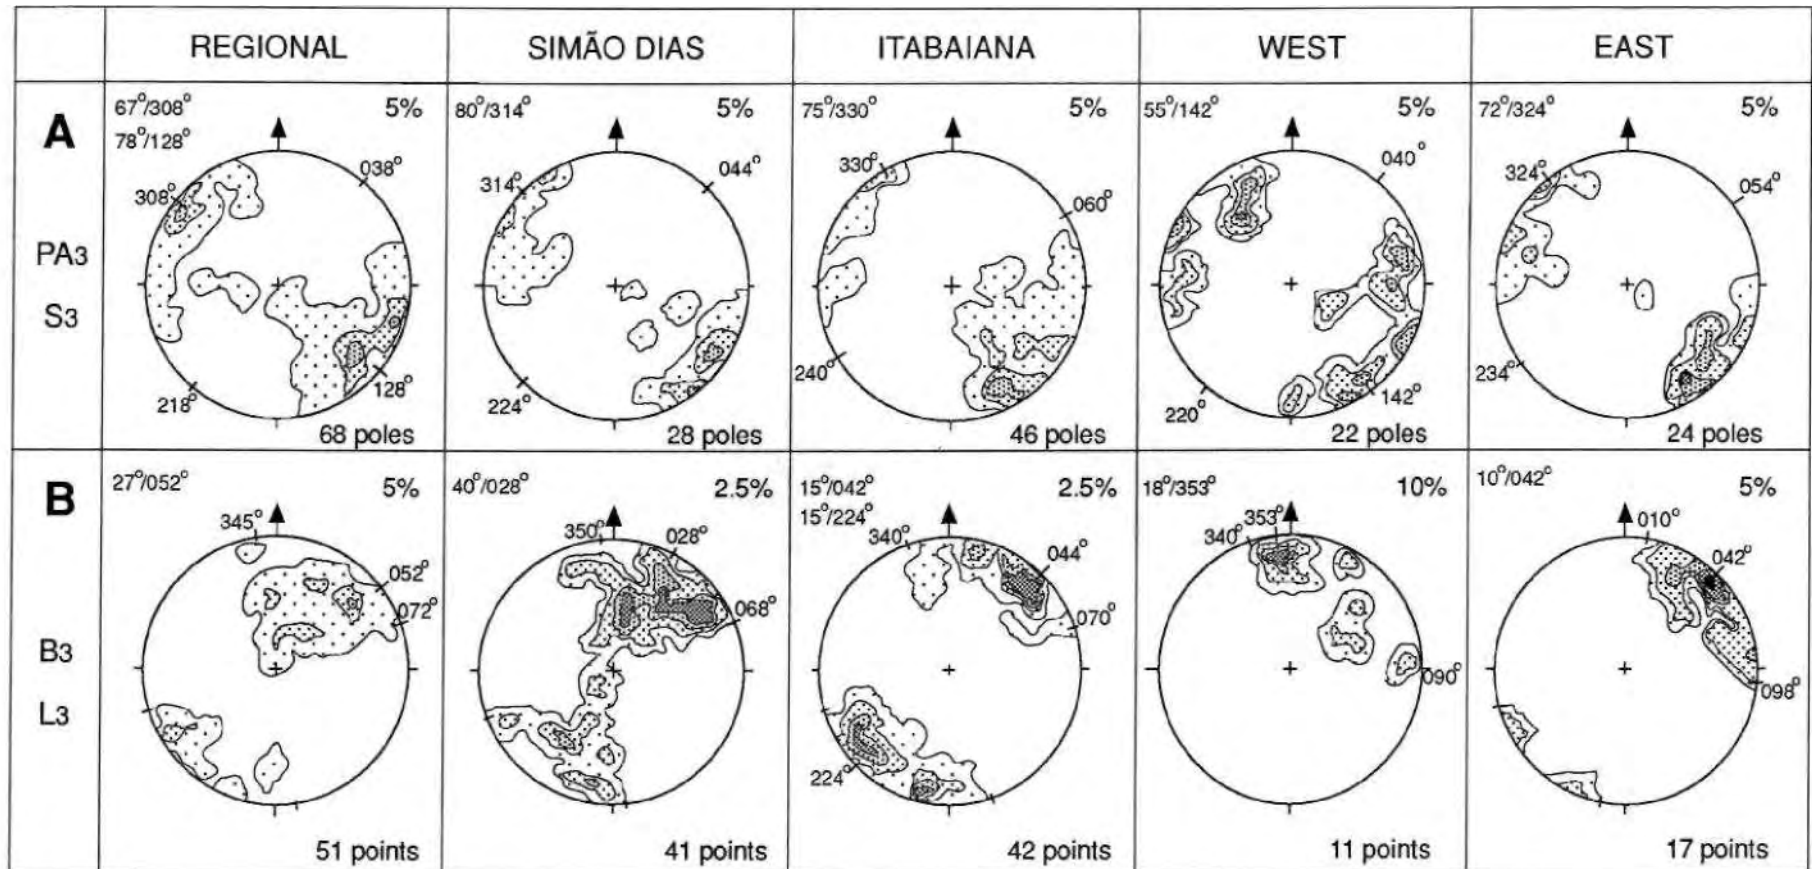 REGIONAL SIMÃO DIAS ITABAIANA WEST EAST
A
PA3
S3
67°/308° 5%
78°/128°
038°
308°
128°
218°
68 poles
80°/314° 5%
044°
314°
224°
28 poles
75°/330° 5%
330°
060°
240°
46 poles
55°/142° 5%
040°
142°
220°
22 poles
72°/324° 5%
324°
054°
234°
24 poles
B
B3
L3
27°/052° 5%
345°
052°
072°
51 points
40°/028° 2.5%
350°
028°
068°
41 points
15°/042° 2.5%
15°/224°
340°
044°
070°
224°
42 points
18°/353° 10%
353°
340°
090°
11 points
10°/042° 5%
010°
042°
098°
17 points